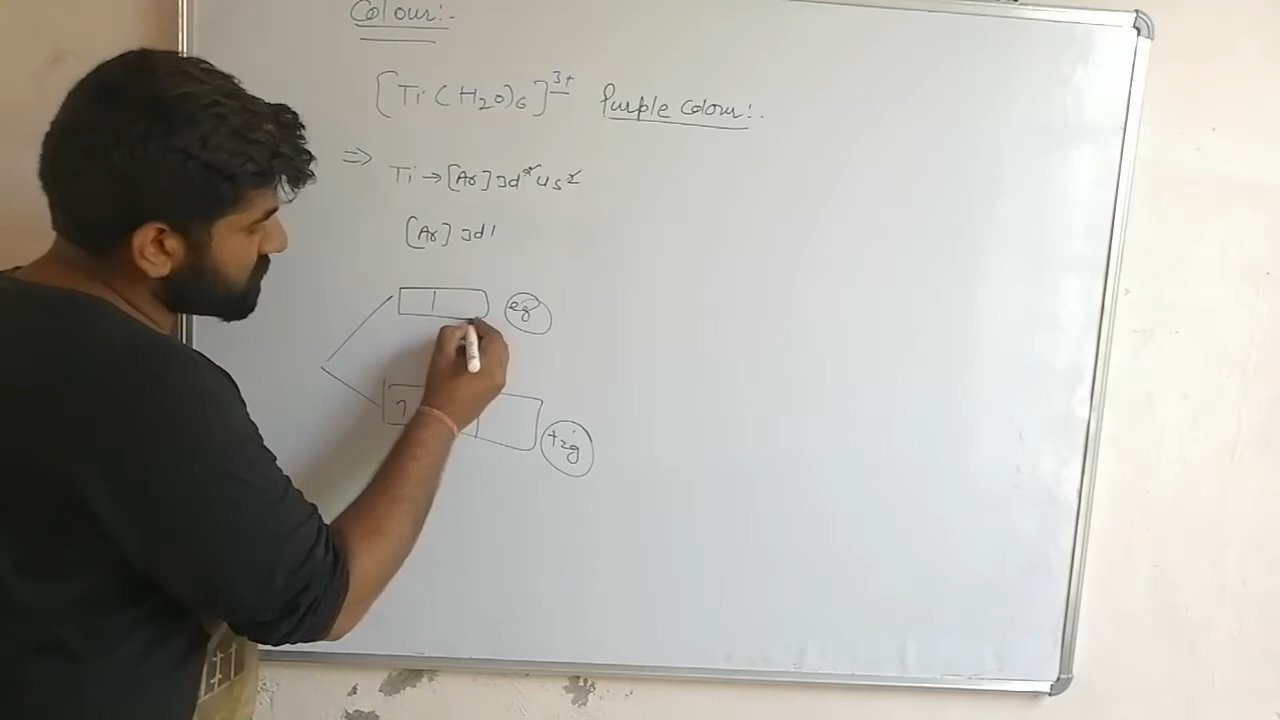 Colour:-
[Ti(H2O)6]3+ Purple Colour:-
⇒ Ti → [Ar] 3d2 4s2
[Ar] 3d1
eg
1
t2g